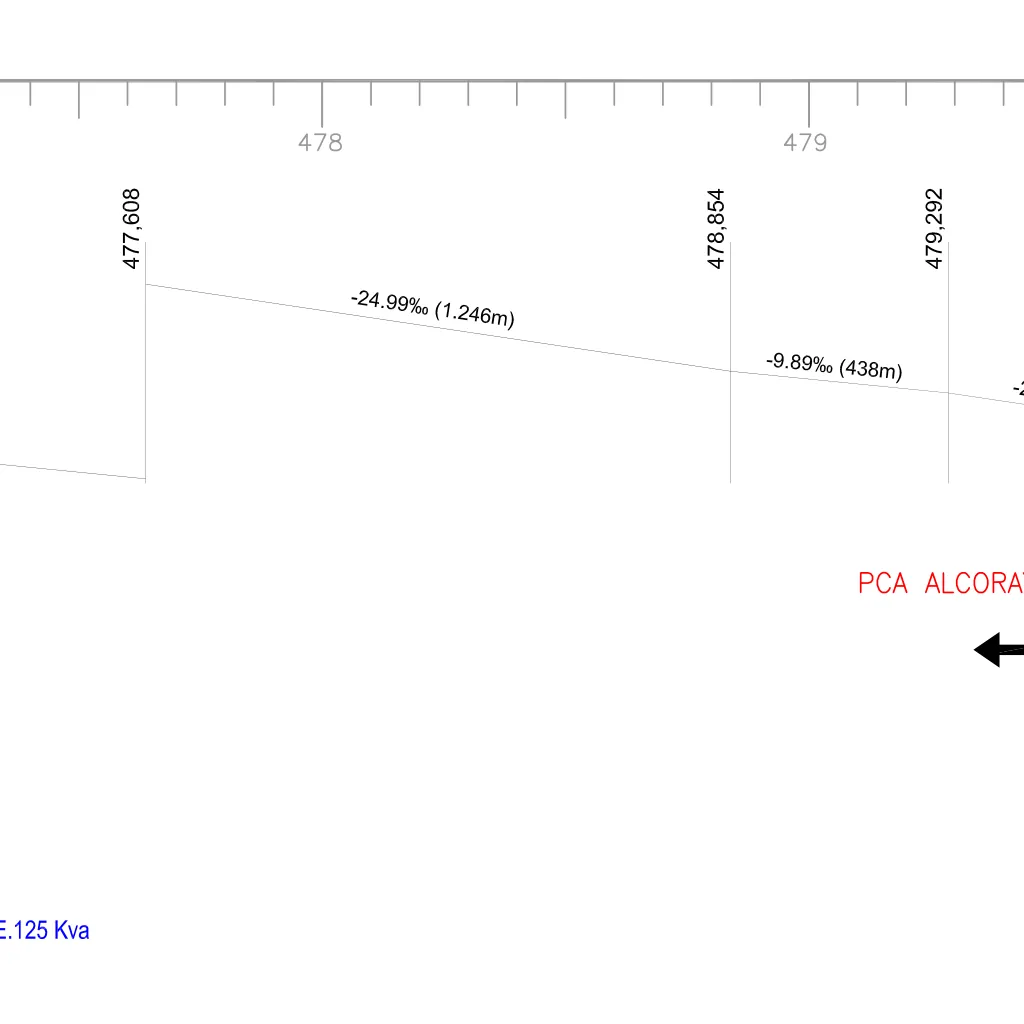 478
479
477,608
478,854
479,292
-24.99‰ (1.246m)
-9.89‰ (438m)
PCA ALCORA
E.125 Kva